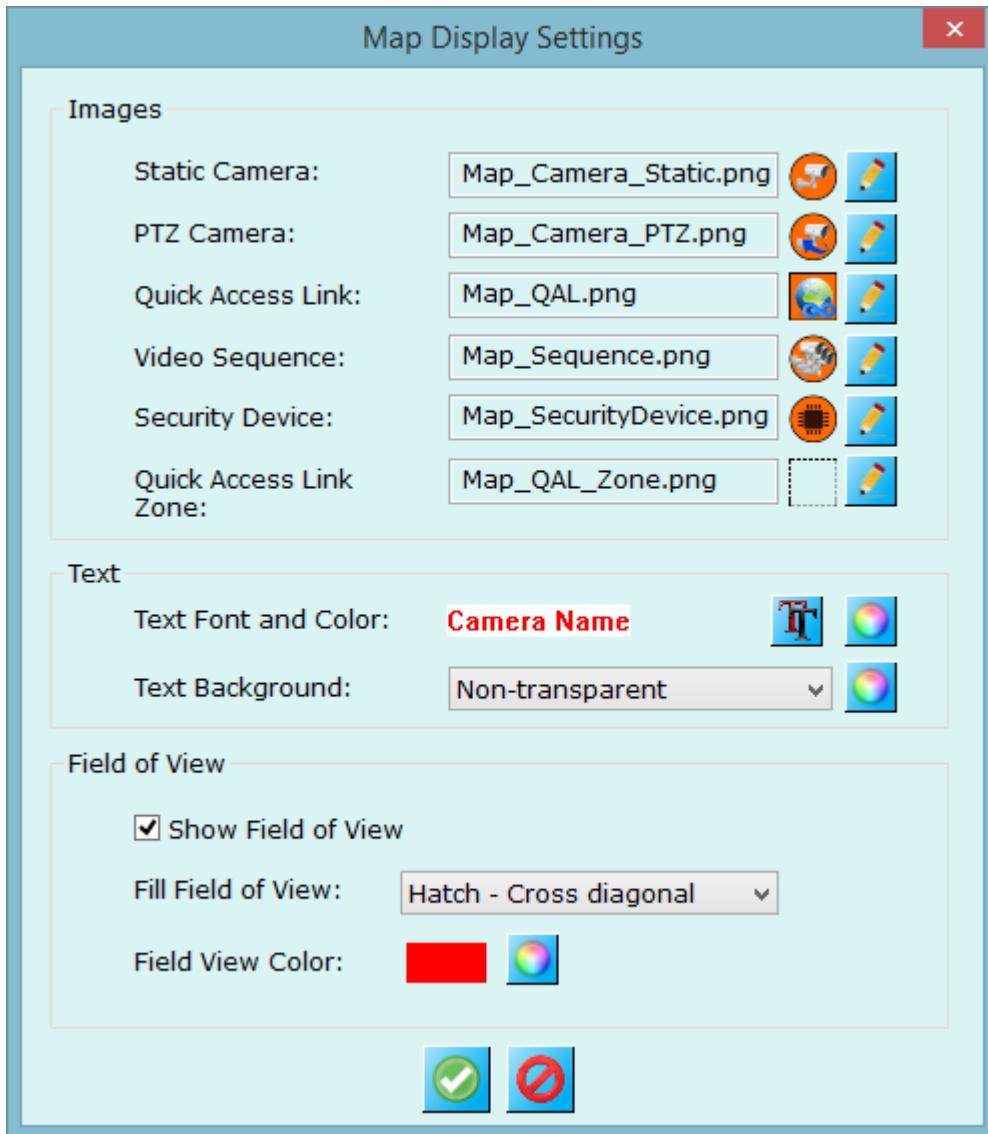 Map Display Settings
Images
Static Camera: Map_Camera_Static.png
PTZ Camera: Map_Camera_PTZ.png
Quick Access Link: Map_QAL.png
Video Sequence: Map_Sequence.png
Security Device: Map_SecurityDevice.png
Quick Access Link
Zone: Map_QAL_Zone.png
Text
Text Font and Color: Camera Name
Text Background: Non-transparent
Field of View
Show Field of View
Fill Field of View: Hatch - Cross diagonal
Field View Color: